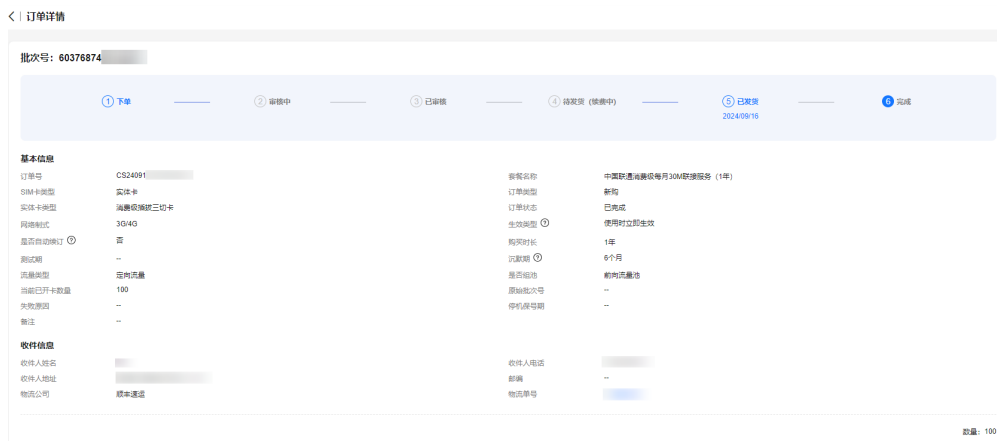 订单详情
批次号：60376874
1 下单 2 审核中 3 已审核 4 待发货（续费中） 5 已发货 6 完成
2024/09/16
基本信息
订单号 CS24091 套餐名称 中国联通消费级每月30M联接服务（1年）
SIM卡类型 实体卡 订单类型 新购
实体卡类型 消费级插拔三切卡 订单状态 已完成
网络制式 3G/4G 生效类型 ? 使用时立即生效
是否自动续订 ? 否 购买时长 1年
测试期 -- 沉默期 ? 6个月
流量类型 定向流量 是否组池 前向流量池
当前已开卡数量 100 原始批次号 --
失败原因 -- 停机保号期 --
备注 --
收件信息
收件人姓名 收件人电话
收件人地址 邮编 --
物流公司 顺丰速运 物流单号
数量：100